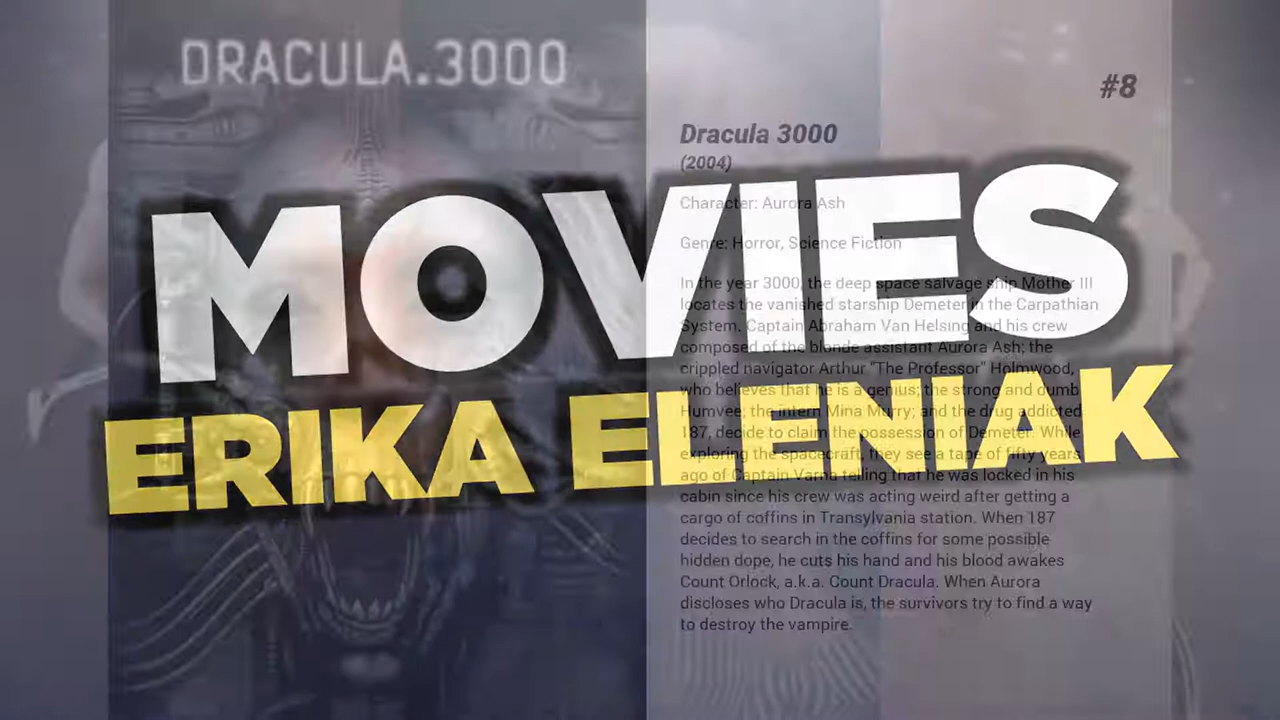 DRACULA.3000
#8
Dracula 3000
(2004)
MOVIES
ERIKA ELENIAK
Character: Aurora Ash
Genre: Horror, Science Fiction
In the year 3000, the deep space salvage ship Mother III
locates the vanished starship Demeter in the Carpathian
System. Captain Abraham Van Helsing and his crew
composed of the blonde assistant Aurora Ash; the
crippled navigator Arthur "The Professor" Holmwood,
who believes that he is a genius; the strong and dumb
Humvee; the intern Mina Murry; and the drug addicted
187, decide to claim the possession of Demeter. While
exploring the spacecraft, they see a tape of fifty years
ago of Captain Varna telling that he was locked in his
cabin since his crew was acting weird after getting a
cargo of coffins in Transylvania station. When 187
decides to search in the coffins for some possible
hidden dope, he cuts his hand and his blood awakes
Count Orlock, a.k.a. Count Dracula. When Aurora
discloses who Dracula is, the survivors try to find a way
to destroy the vampire.